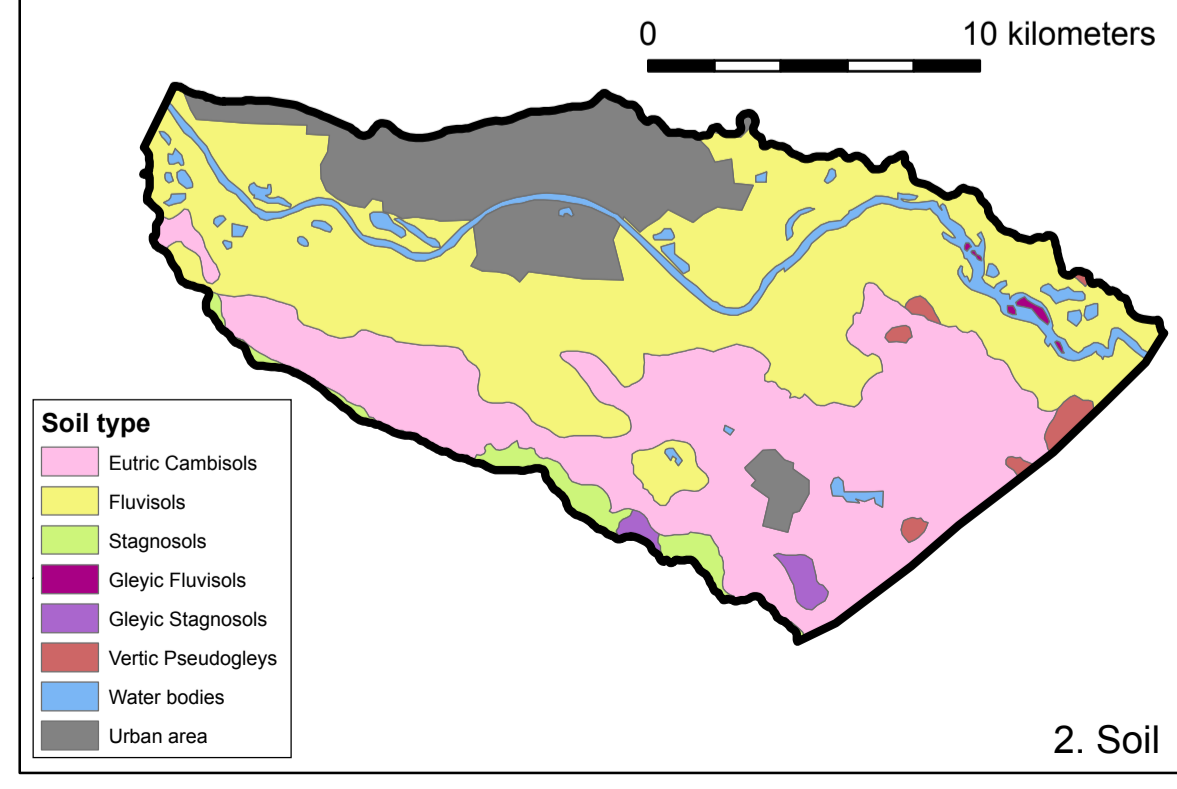 0 10 kilometers
Soil type
Eutric Cambisols
Fluvisols
Stagnosols
Gleyic Fluvisols
Gleyic Stagnosols
Vertic Pseudogleys
Water bodies
Urban area
2. Soil